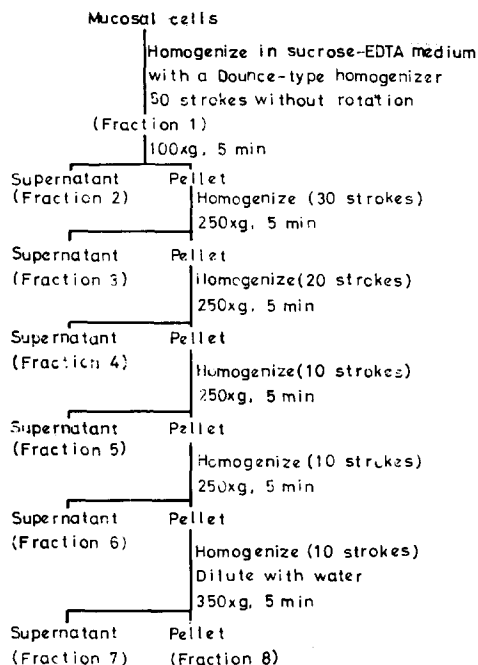 Mucosal cells
Homogenize in sucrose-EDTA medium
with a Dounce-type homogenizer
50 strokes without rotation
(Fraction 1)
100xg, 5 min
Supernatant Pellet
(Fraction 2) Homogenize (30 strokes)
250xg, 5 min
Supernatant Pellet
(Fraction 3) Homogenize (20 strokes)
250xg, 5 min
Supernatant Pellet
(Fraction 4) Homogenize (10 strokes)
250xg, 5 min
Supernatant Pellet
(Fraction 5) Homogenize (10 strokes)
250xg, 5 min
Supernatant Pellet
(Fraction 6) Homogenize (10 strokes)
Dilute with water
350xg, 5 min
Supernatant Pellet
(Fraction 7) (Fraction 8)